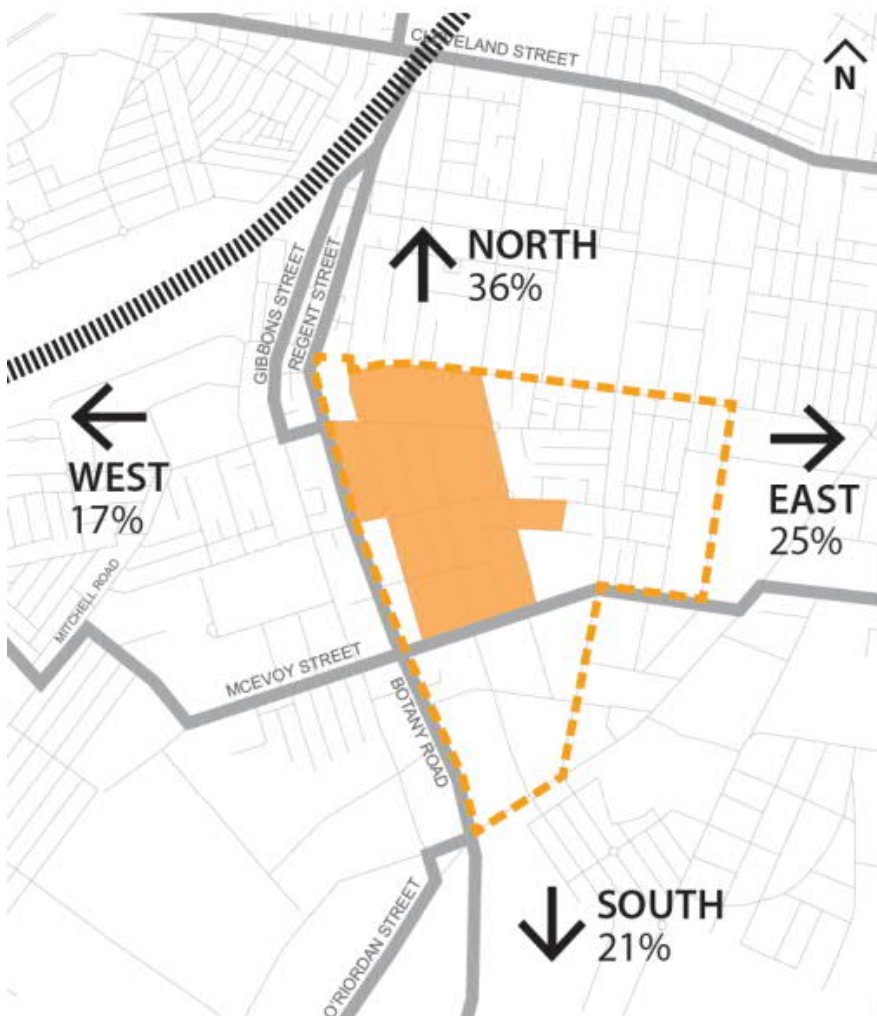 CLEVELAND STREET
N
GIBBONS STREET
REGENT STREET
NORTH
36%
WEST
17%
EAST
25%
MITCHELL ROAD
MCEVOY STREET
BOTANY ROAD
SOUTH
21%
O'RIORDAN STREET